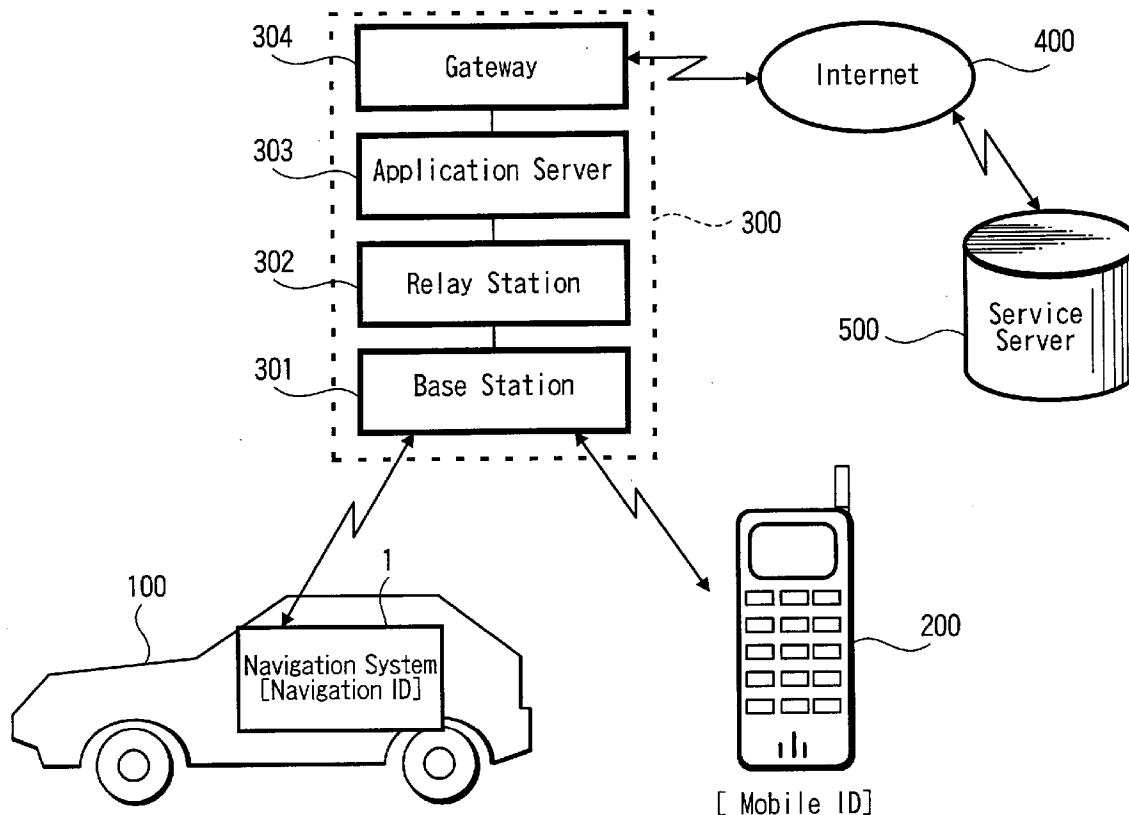 304
Gateway
Internet
400
303
Application Server
300
302
Relay Station
500
Service
Server
301
Base Station
100
1
Navigation System
[Navigation ID]
200
[ Mobile ID]